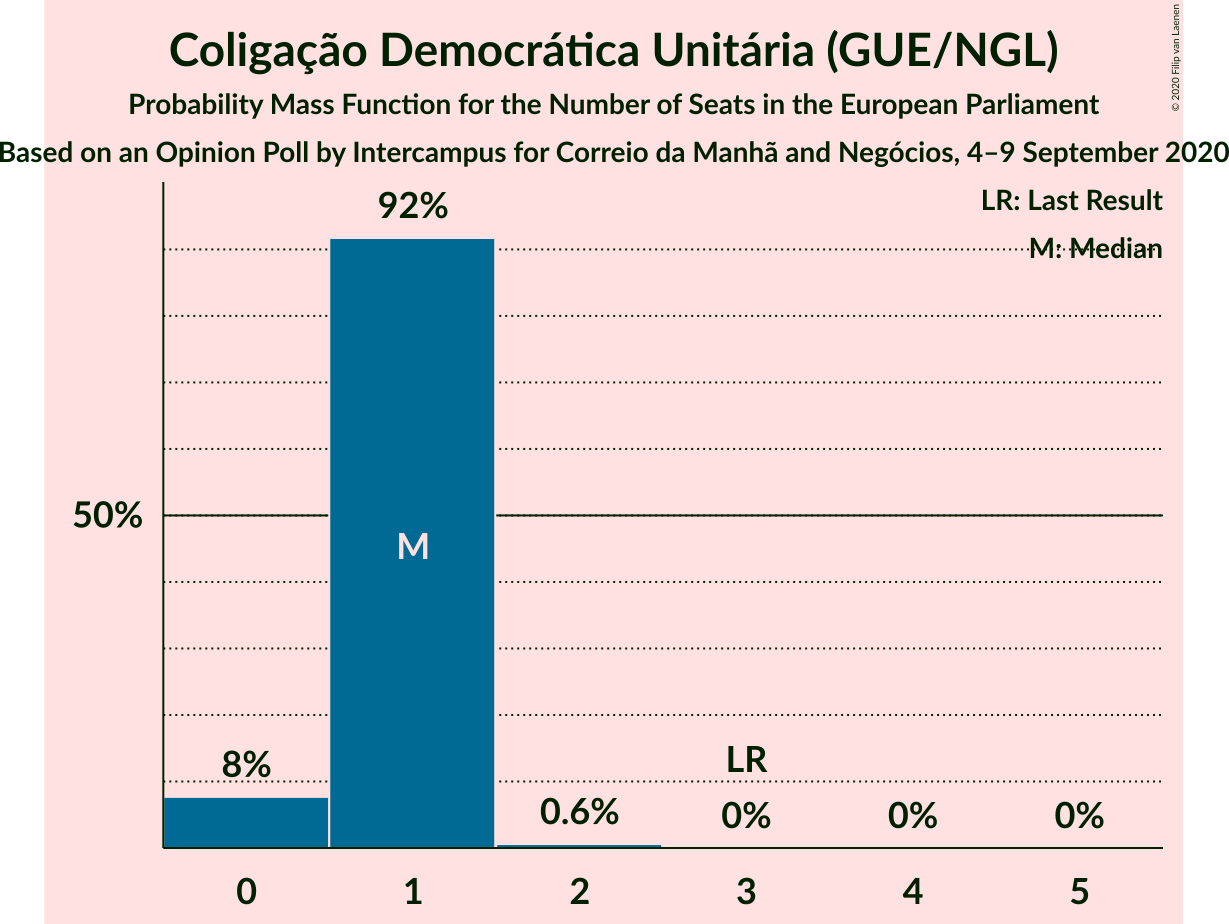 Coligação Democrática Unitária (GUE/NGL)
Probability Mass Function for the Number of Seats in the European Parliament
Based on an Opinion Poll by Intercampus for Correio da Manhã and Negócios, 4–9 September 2020
© 2020 Filip van Laenen
LR: Last Result
M: Median
92%
50%
M
8%
0.6%
LR
0%
0%
0%
0
1
2
3
4
5